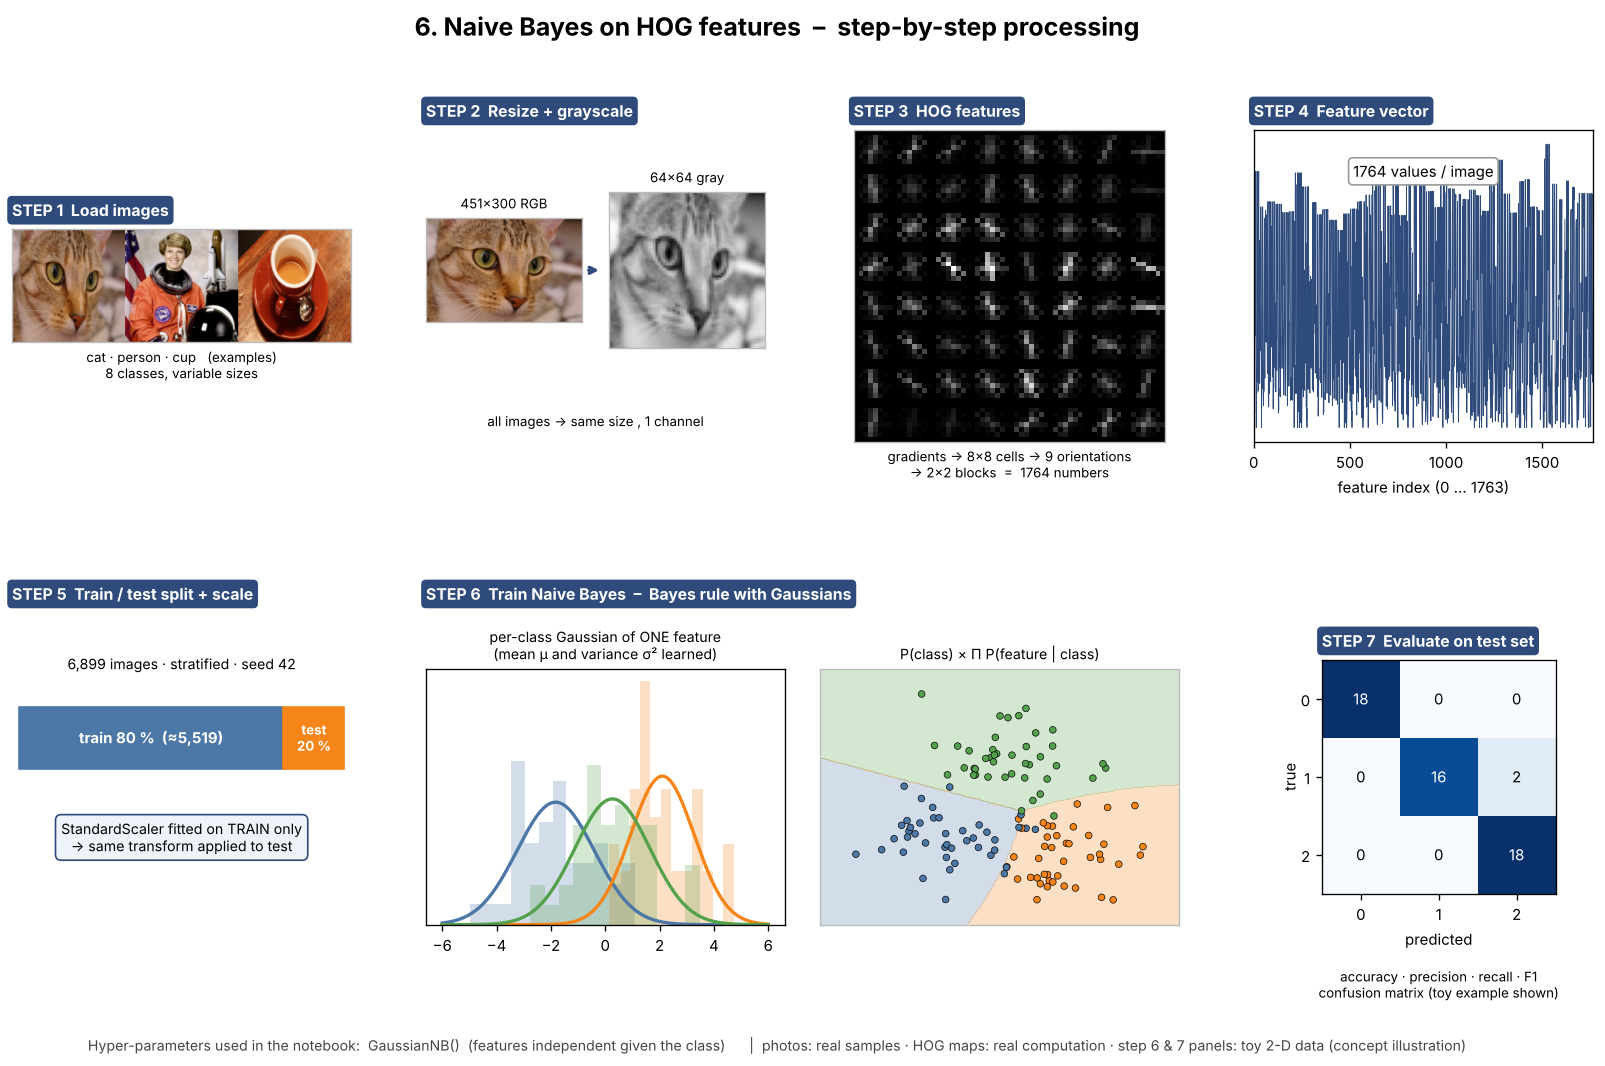 6. Naive Bayes on HOG features – step-by-step processing
STEP 1 Load images
cat · person · cup (examples)
8 classes, variable sizes
STEP 2 Resize + grayscale
451×300 RGB
64×64 gray
all images → same size , 1 channel
STEP 3 HOG features
gradients → 8×8 cells → 9 orientations
→ 2×2 blocks = 1764 numbers
STEP 4 Feature vector
1764 values / image
0 500 1000 1500
feature index (0 ... 1763)
STEP 5 Train / test split + scale
6,899 images · stratified · seed 42
train 80 % (≈5,519)
test
20 %
StandardScaler fitted on TRAIN only
→ same transform applied to test
STEP 6 Train Naive Bayes – Bayes rule with Gaussians
per-class Gaussian of ONE feature
(mean μ and variance σ² learned)
−6 −4 −2 0 2 4 6
P(class) × Π P(feature | class)
STEP 7 Evaluate on test set
true
0 18 0 0
1 0 16 2
2 0 0 18
0 1 2
predicted
accuracy · precision · recall · F1
confusion matrix (toy example shown)
Hyper-parameters used in the notebook: GaussianNB() (features independent given the class) | photos: real samples · HOG maps: real computation · step 6 & 7 panels: toy 2-D data (concept illustration)